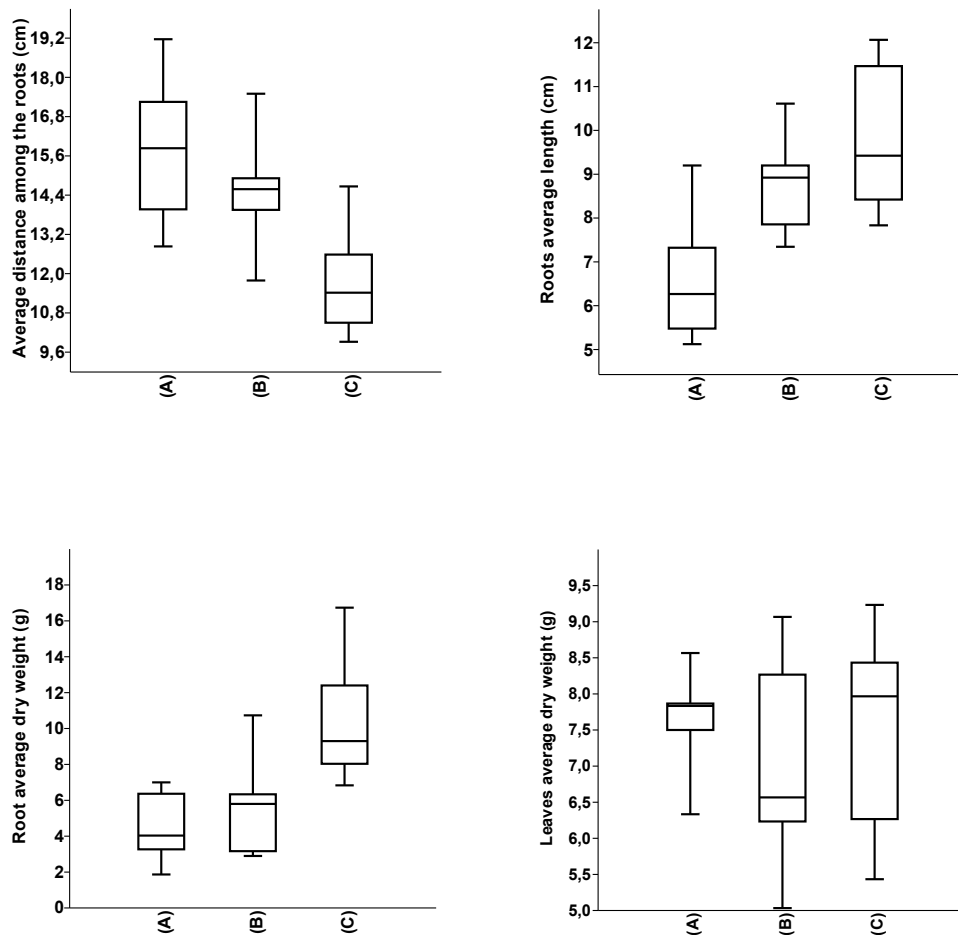 Average distance among the roots (cm)
19,2
18,0
16,8
15,6
14,4
13,2
12,0
10,8
9,6
(A)
(B)
(C)
Roots average length (cm)
12
11
10
9
8
7
6
5
(A)
(B)
(C)
Root average dry weight (g)
18
16
14
12
10
8
6
4
2
0
(A)
(B)
(C)
Leaves average dry weight (g)
9,5
9,0
8,5
8,0
7,5
7,0
6,5
6,0
5,5
5,0
(A)
(B)
(C)